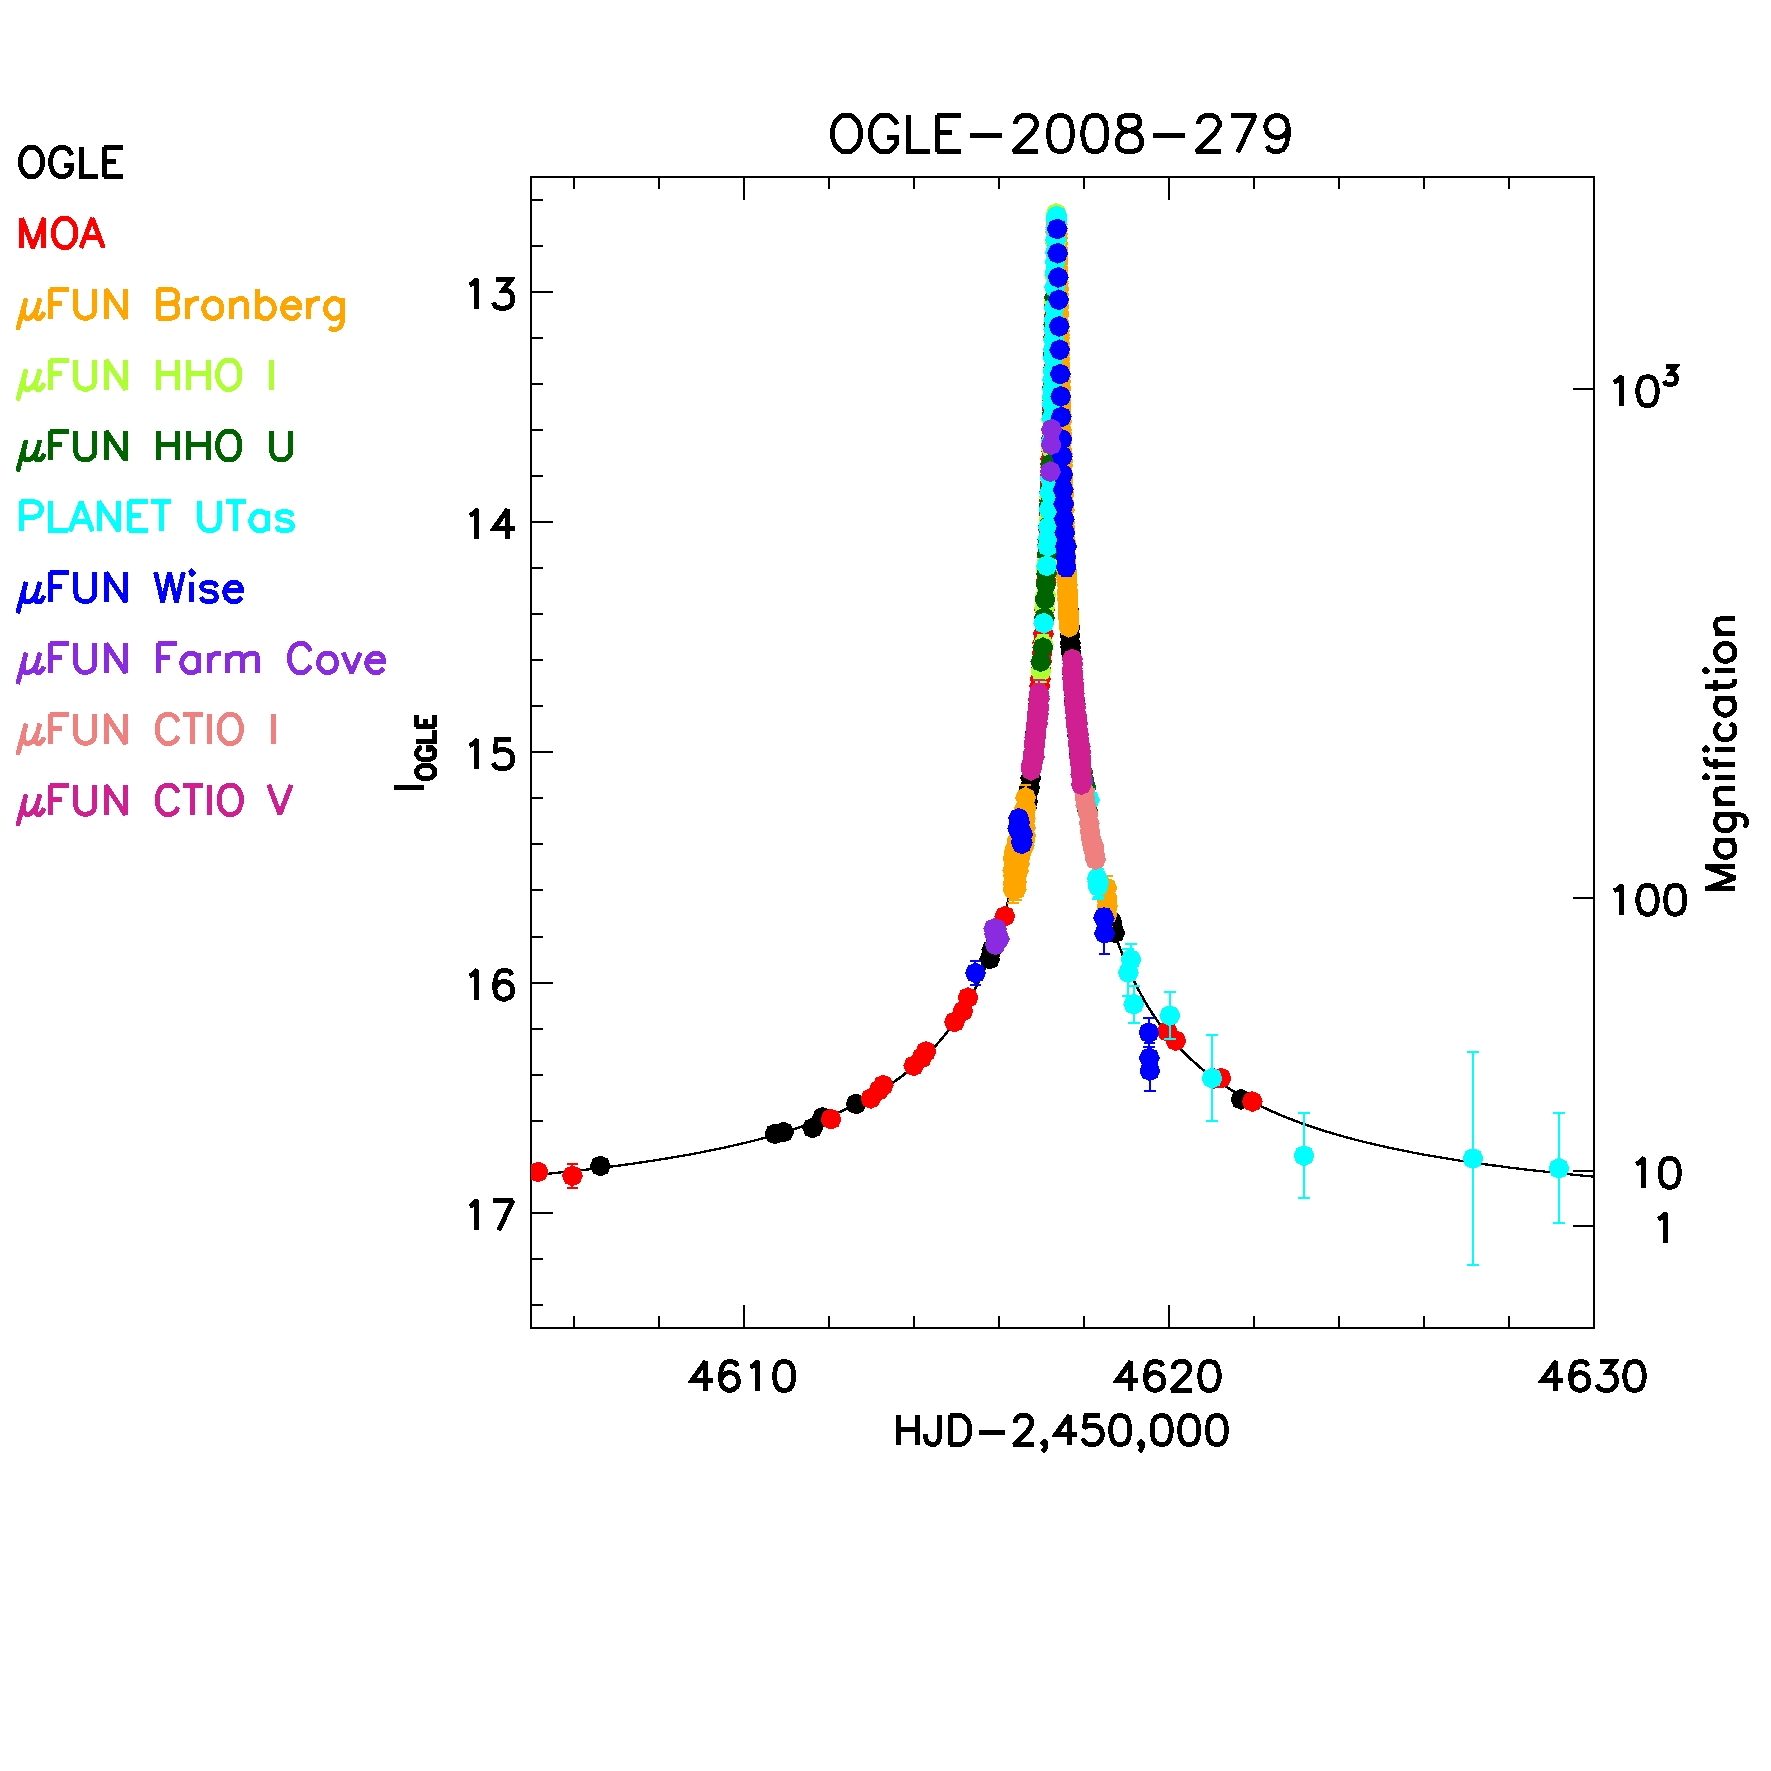 OGLE-2008-279
OGLE
MOA
μFUN Bronberg
μFUN HHO I
μFUN HHO U
PLANET UTas
μFUN Wise
μFUN Farm Cove
μFUN CTIO I
μFUN CTIO V
I_OGLE
13
14
15
16
17
10³
100
10
1
Magnification
4610 4620 4630
HJD-2,450,000